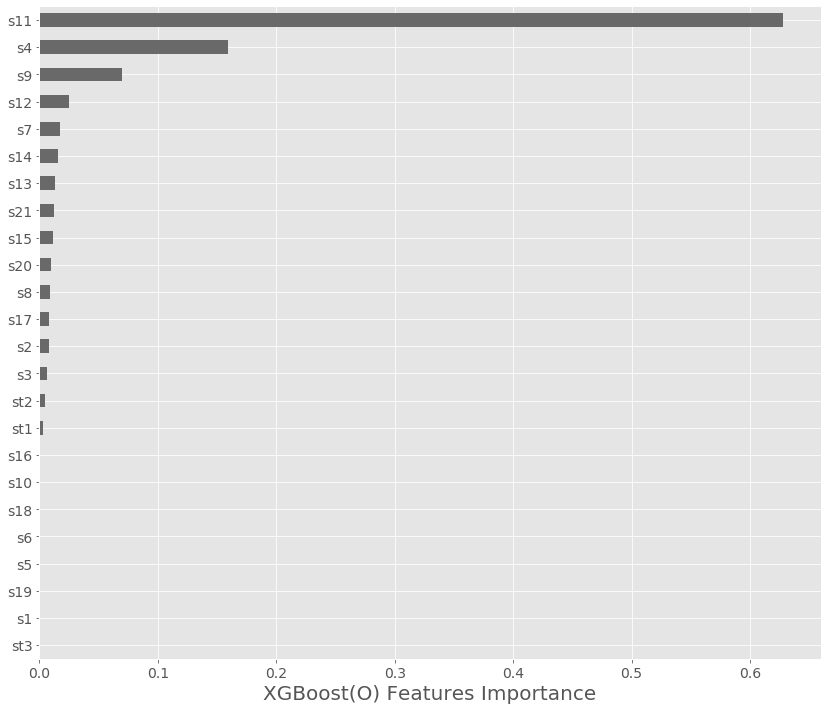 s11
s4
s9
s12
s7
s14
s13
s21
s15
s20
s8
s17
s2
s3
st2
st1
s16
s10
s18
s6
s5
s19
s1
st3
0.0 0.1 0.2 0.3 0.4 0.5 0.6
XGBoost(O) Features Importance